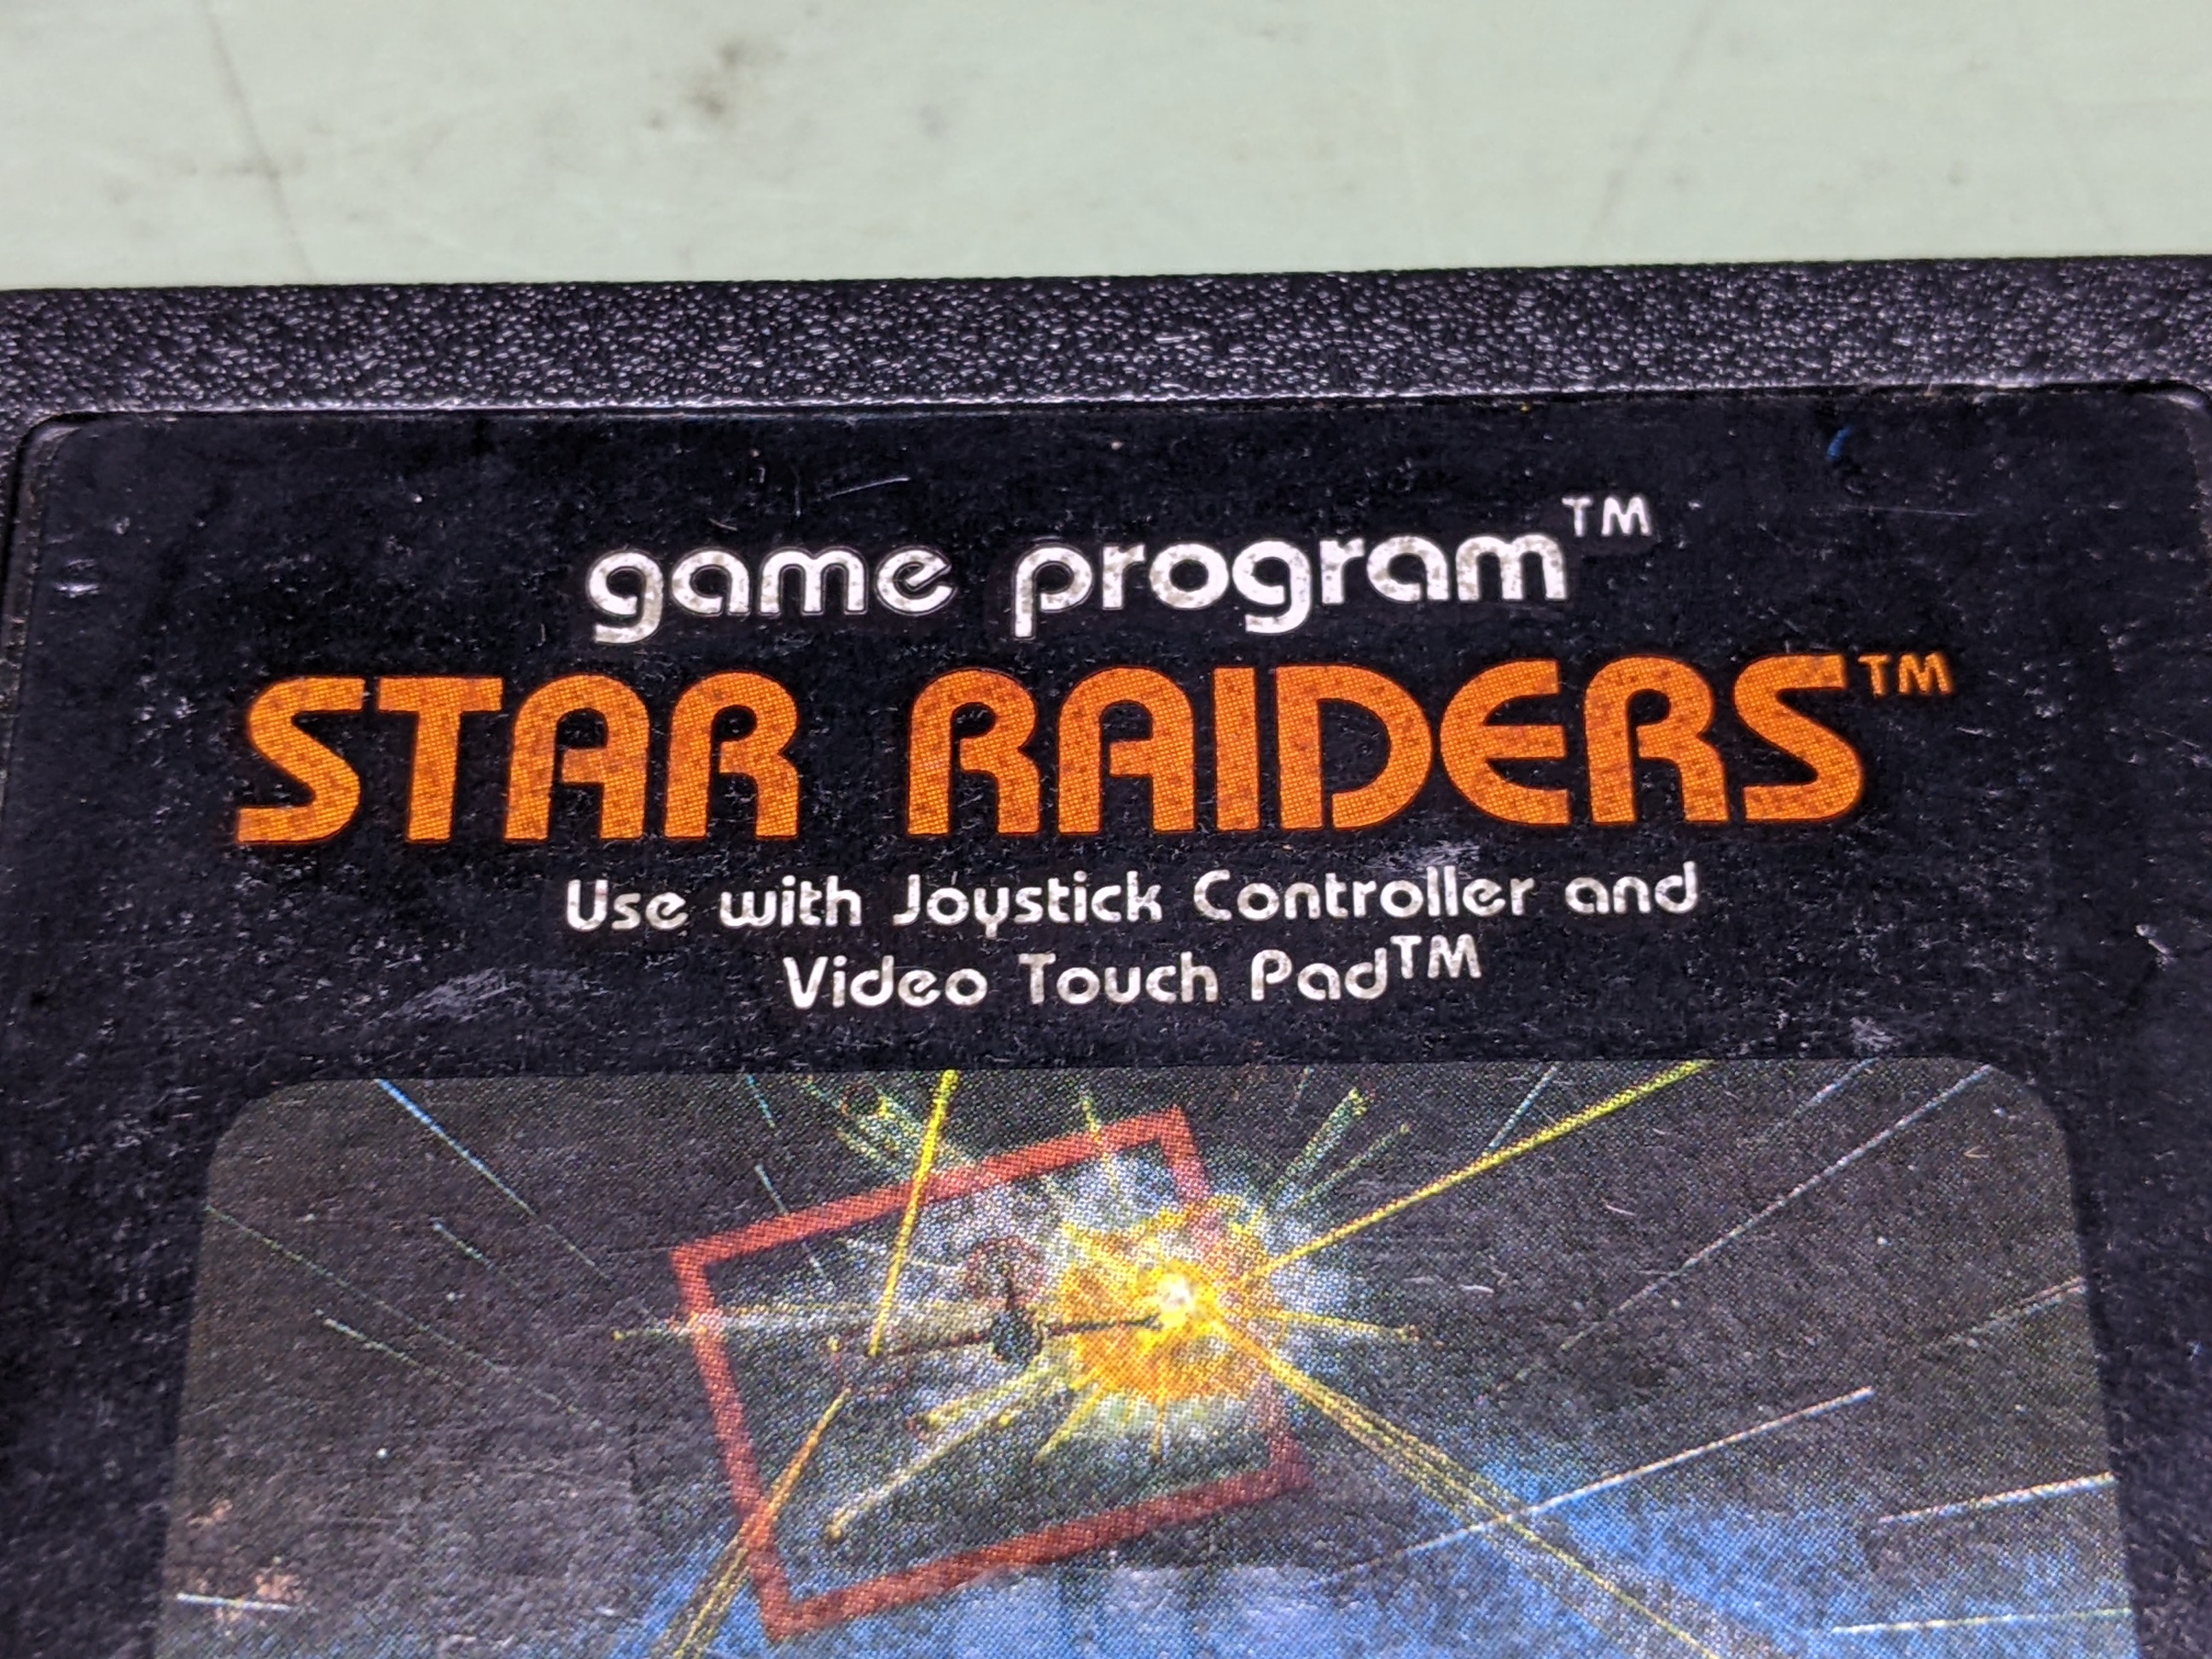 game program™
STAR RAIDERS™
Use with Joystick Controller and
Video Touch Pad™